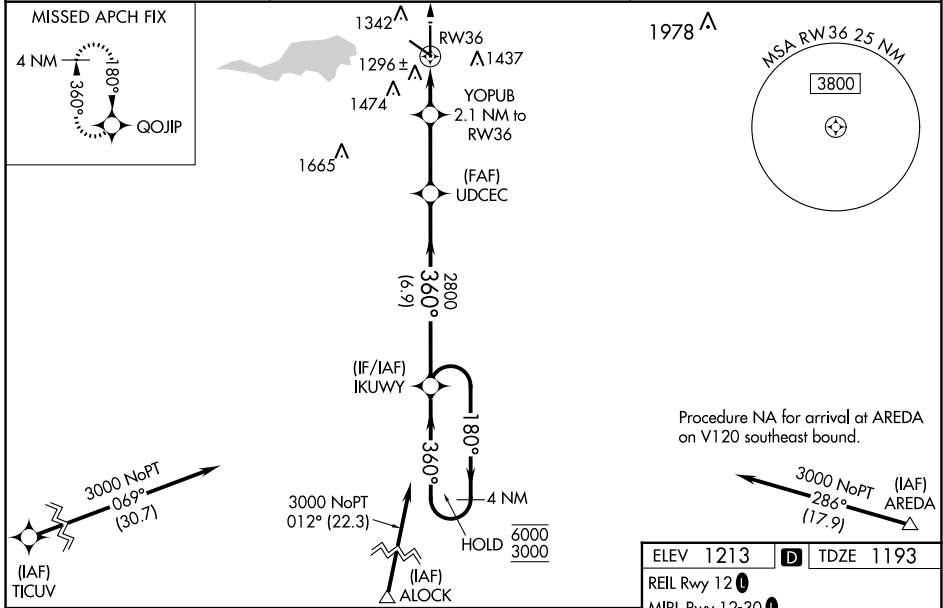 MISSED APCH FIX
4 NM
360°
180°
QOJIP
1342
RW36
1296 ±
1437
1474
YOPUB
2.1 NM to
RW36
1665
(FAF)
UDCEC
1978
MSA RW36 25 NM
3800
2800
360°
(6.9)
(IF/IAF)
IKUWY
360°
180°
4 NM
HOLD
6000
3000
3000 NoPT
069°
(30.7)
(IAF)
TICUV
3000 NoPT
012° (22.3)
(IAF)
ALOCK
Procedure NA for arrival at AREDA
on V120 southeast bound.
3000 NoPT
286°
(17.9)
(IAF)
AREDA
ELEV 1213 D TDZE 1193
REIL Rwy 12 L
MIRL Rwy 12-30 L